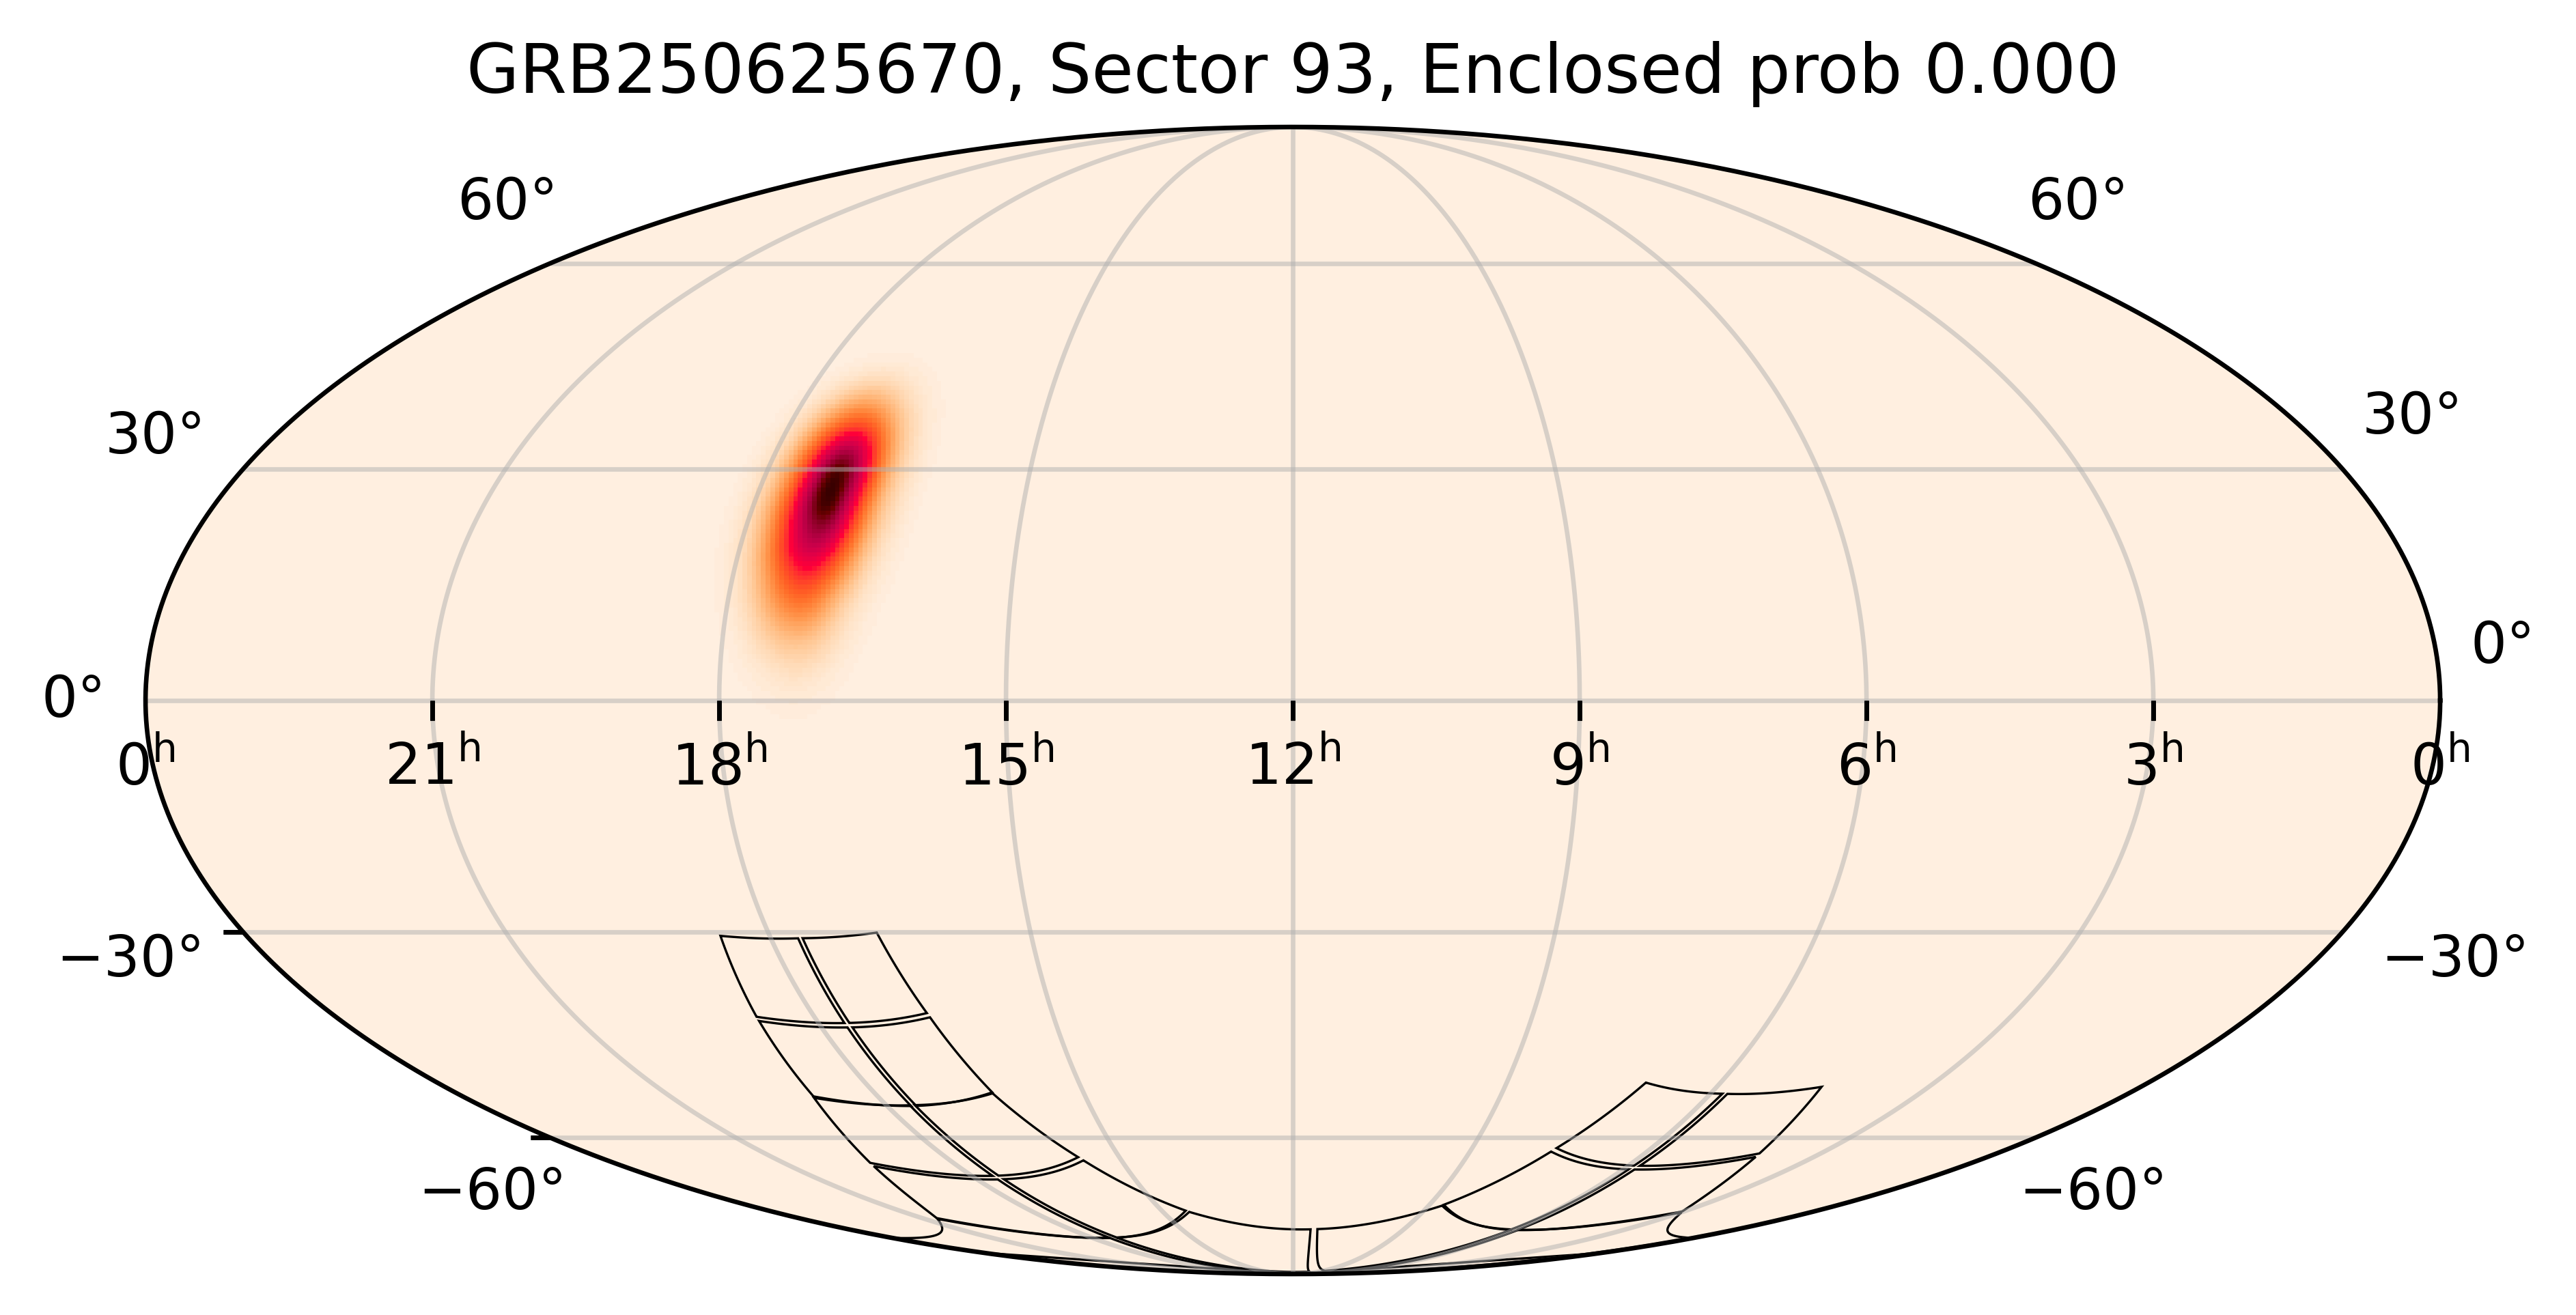 GRB250625670, Sector 93, Enclosed prob 0.000
60° 60°
30° 30°
0° 0°
0ʰ 21ʰ 18ʰ 15ʰ 12ʰ 9ʰ 6ʰ 3ʰ 0ʰ
−30° −30°
−60° −60°